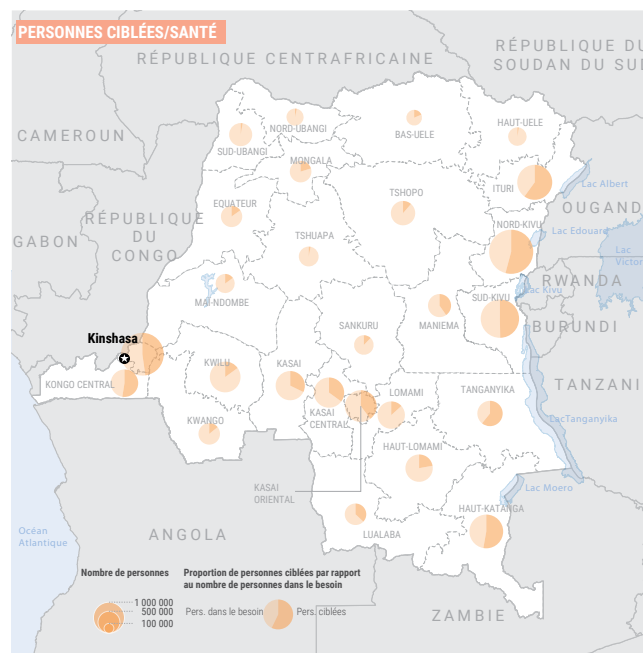 PERSONNES CIBLÉES/SANTÉ
RÉPUBLIQUE DU
SOUDAN DU SU
RÉPUBLIQUE CENTRAFRICAINE
CAMEROUN
NORD-UBANGI
BAS-UELE
HAUT-UELE
SUD-UBANGI
MONGALA
ITURI
Lac Albert
TSHOPO
EQUATEUR
OUGAND
RÉPUBLIQUE
DU
CONGO
NORD-KIVU
Lac Edouard
GABON
TSHUAPA
Lac
Victor
RWANDA
Lac Kivu
MAI-NDOMBE
SUD-KIVU
MANIEMA
SANKURU
BURUNDI
Kinshasa
KWILU
KASAI
KONGO CENTRAL
LOMAMI
TANGANYIKA
TANZANI
KASAI
CENTRAL
LacTanganyika
KWANGO
HAUT-LOMAMI
KASAI
ORIENTAL
Lac Moero
HAUT-KATANGA
Océan
Atlantique
ANGOLA
LUALABA
Nombre de personnes
Proportion de personnes ciblées par rapport
au nombre de personnes dans le besoin
1 000 000
500 000
100 000
Pers. dans le besoin
Pers. ciblées
ZAMBIE